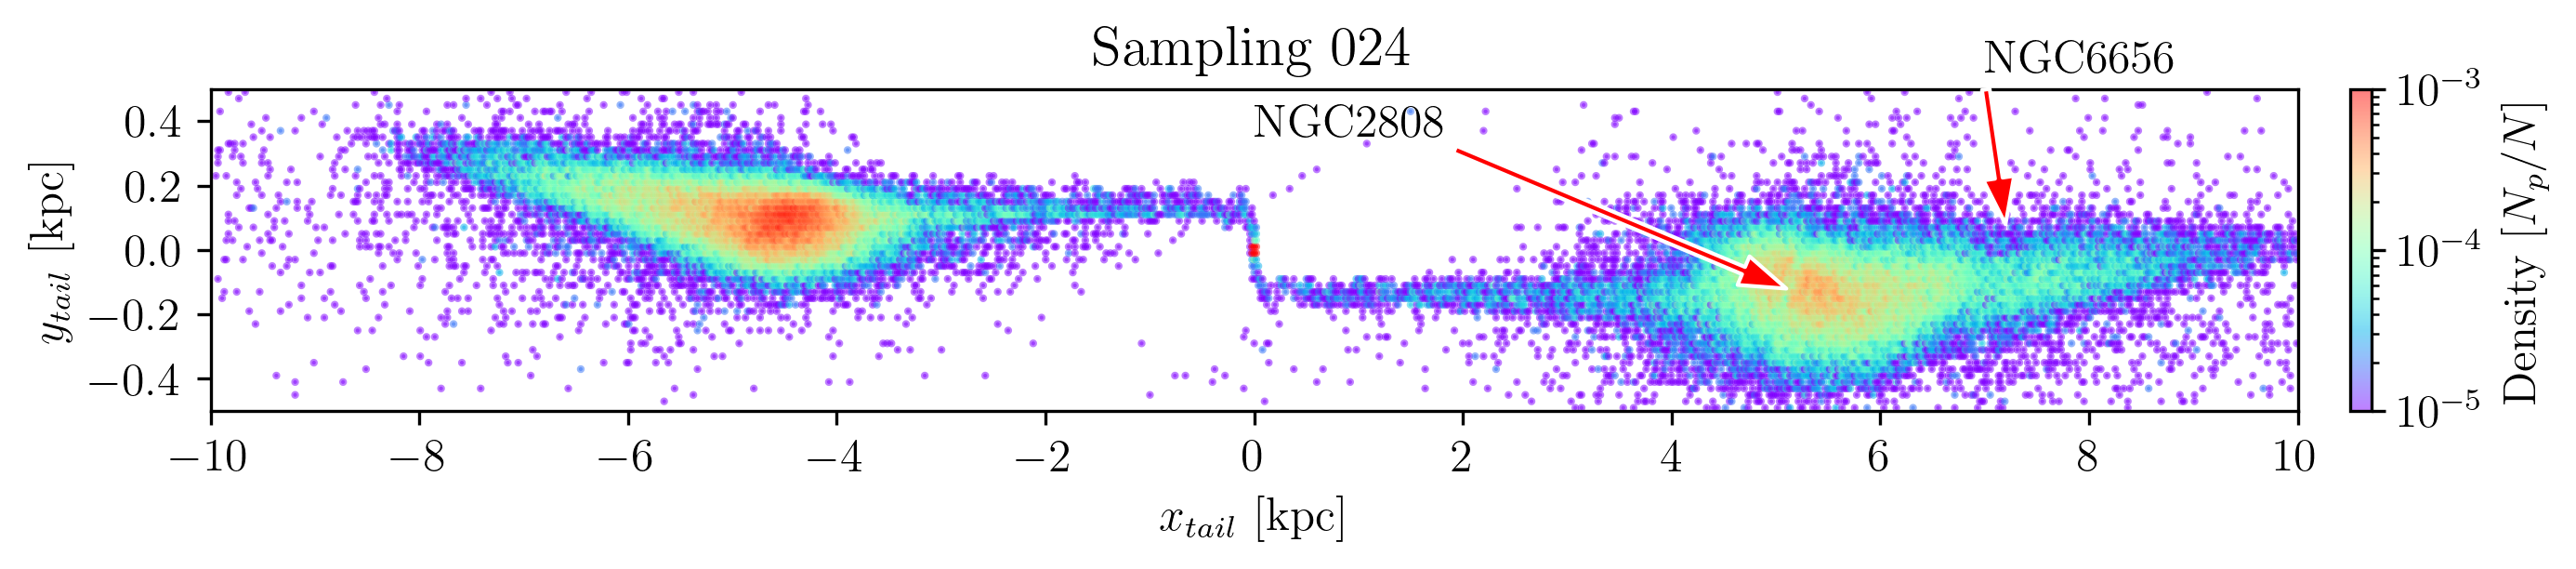 Sampling 024
NGC6656
NGC2808
0.4
0.2
0.0
−0.2
−0.4
y_tail [kpc]
−10 −8 −6 −4 −2 0 2 4 6 8 10
x_tail [kpc]
10^−3
10^−4
10^−5
Density [N_p/N]